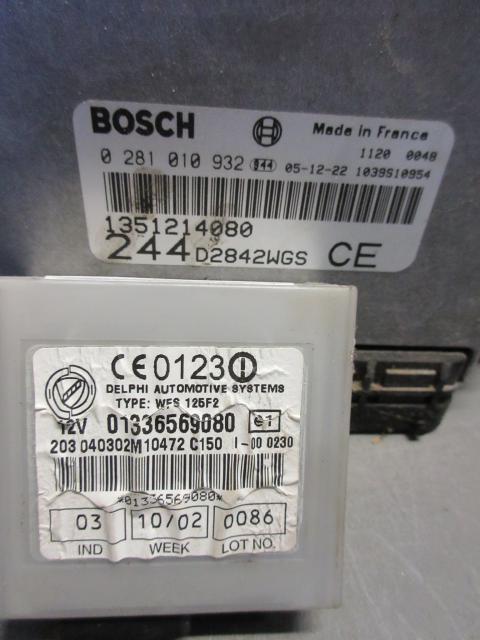 BOSCH
Made in France
1120 0048
0 281 010 932 S44 05-12-22 1039S10954
1351214080
244 D2842WGS CE
CE0123
DELPHI AUTOMOTIVE SYSTEMS
TYPE: WFS 125F2
12V 01336569080 e1
203 040302M10472 C150 I-00 0230
*01336569080*
03 10/02 0086
IND WEEK LOT NO.